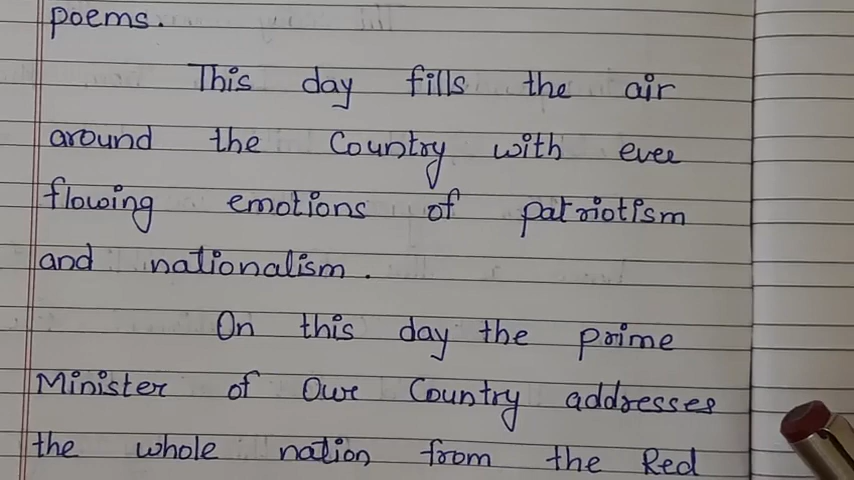 poems.
This day fills the air
around the Country with ever
flowing emotions of patriotism
and nationalism.
On this day the prime
Minister of Our Country addresses
the whole nation from the Red